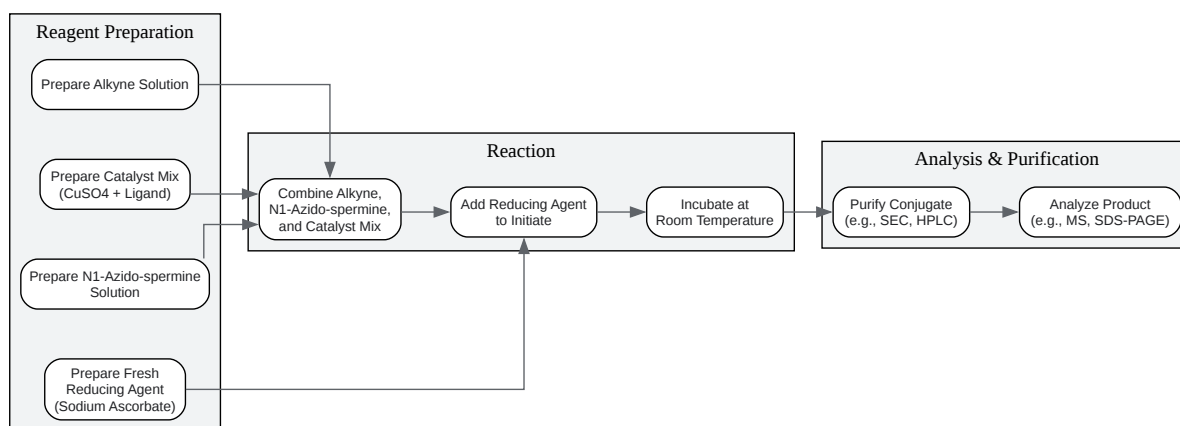 Reagent Preparation
Prepare Alkyne Solution
Prepare Catalyst Mix
(CuSO4 + Ligand)
Prepare N1-Azido-spermine
Solution
Prepare Fresh
Reducing Agent
(Sodium Ascorbate)
Reaction
Combine Alkyne,
N1-Azido-spermine,
and Catalyst Mix
Add Reducing Agent
to Initiate
Incubate at
Room Temperature
Analysis & Purification
Purify Conjugate
(e.g., SEC, HPLC)
Analyze Product
(e.g., MS, SDS-PAGE)